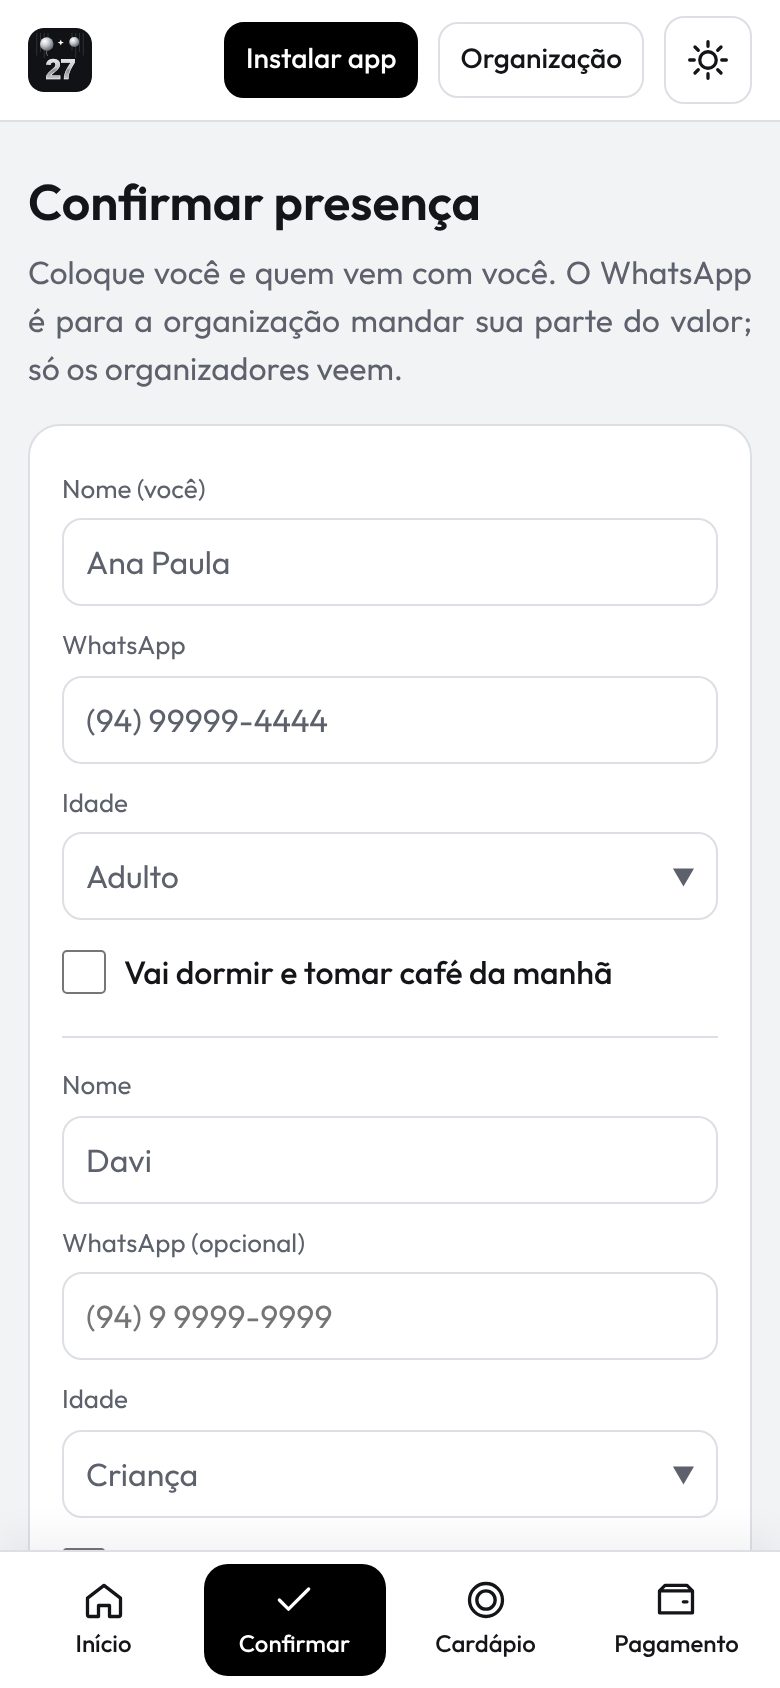 27
Instalar app
Organização
Confirmar presença
Coloque você e quem vem com você. O WhatsApp
é para a organização mandar sua parte do valor;
só os organizadores veem.
Nome (você)
Ana Paula
WhatsApp
(94) 99999-4444
Idade
Adulto
Vai dormir e tomar café da manhã
Nome
Davi
WhatsApp (opcional)
(94) 9 9999-9999
Idade
Criança
Início
Confirmar
Cardápio
Pagamento